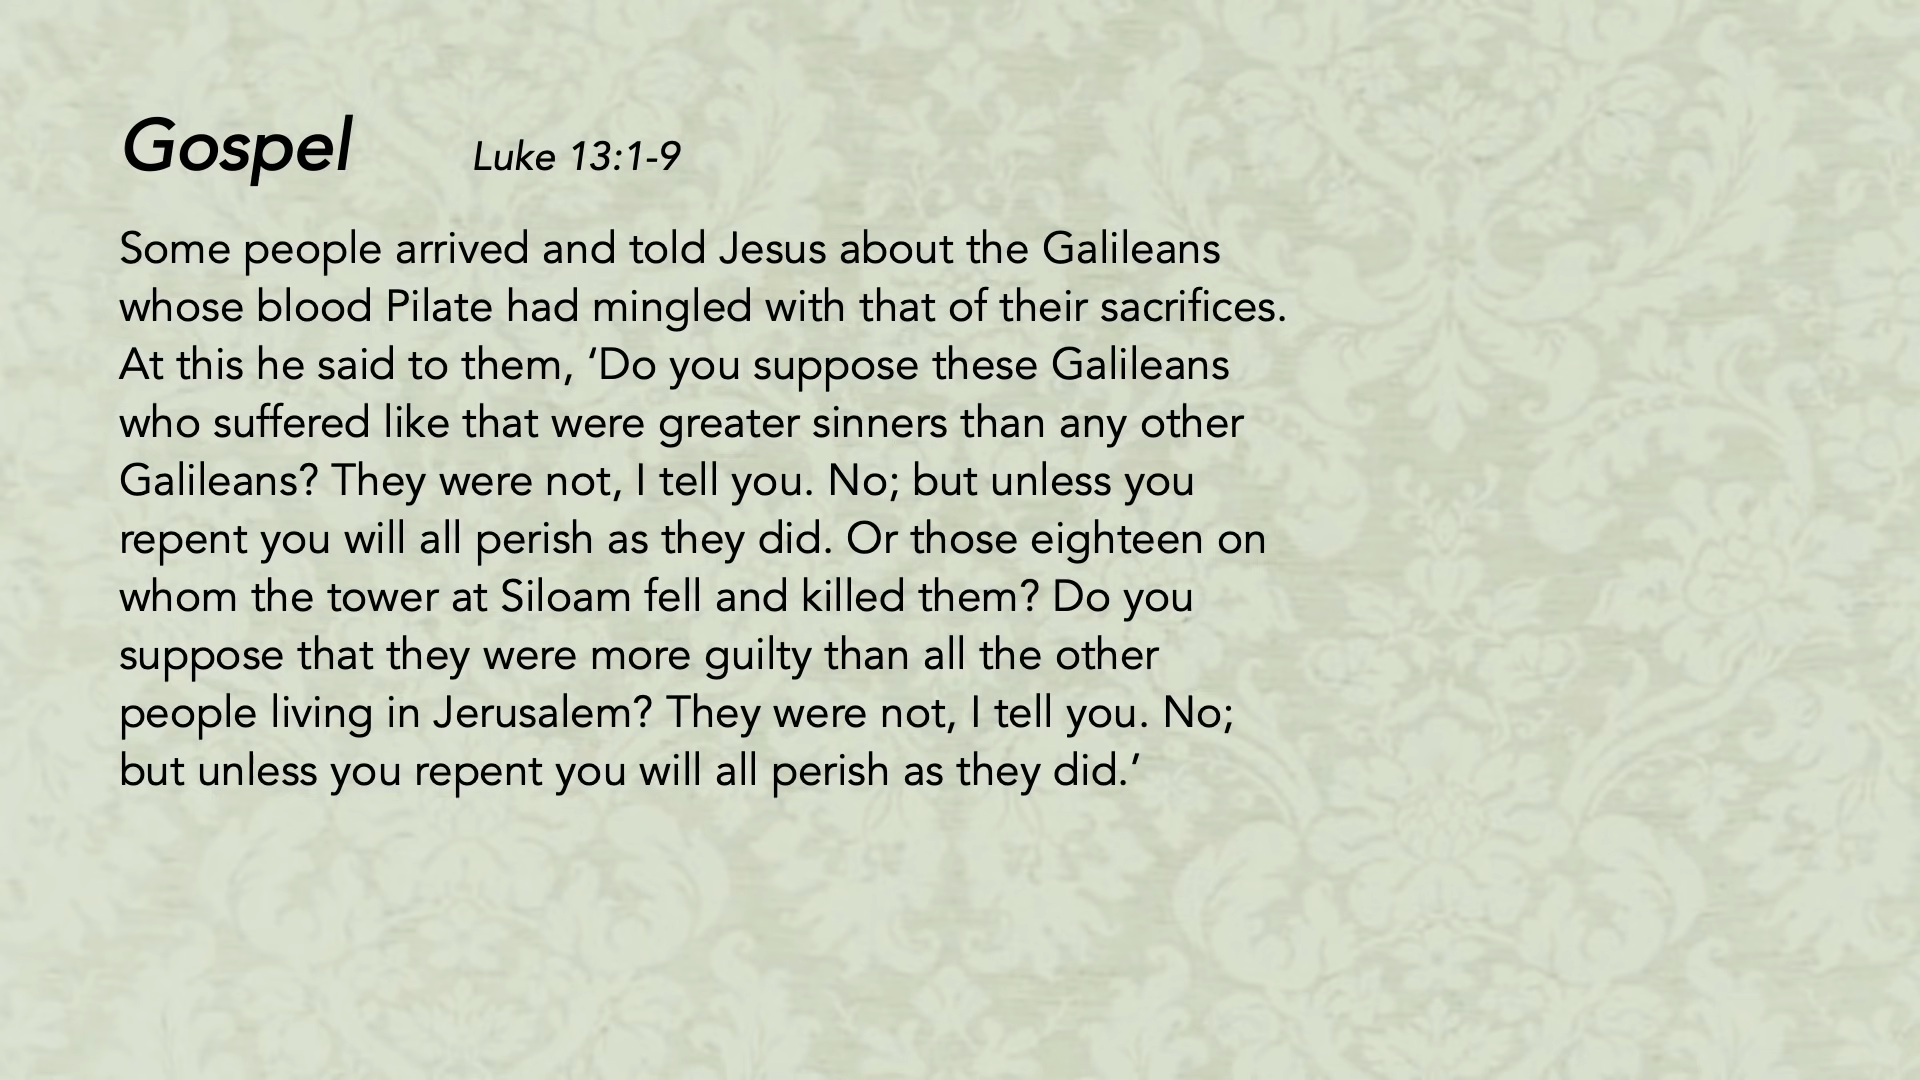 Gospel Luke 13:1-9
Some people arrived and told Jesus about the Galileans
whose blood Pilate had mingled with that of their sacrifices.
At this he said to them, ‘Do you suppose these Galileans
who suffered like that were greater sinners than any other
Galileans? They were not, I tell you. No; but unless you
repent you will all perish as they did. Or those eighteen on
whom the tower at Siloam fell and killed them? Do you
suppose that they were more guilty than all the other
people living in Jerusalem? They were not, I tell you. No;
but unless you repent you will all perish as they did.’